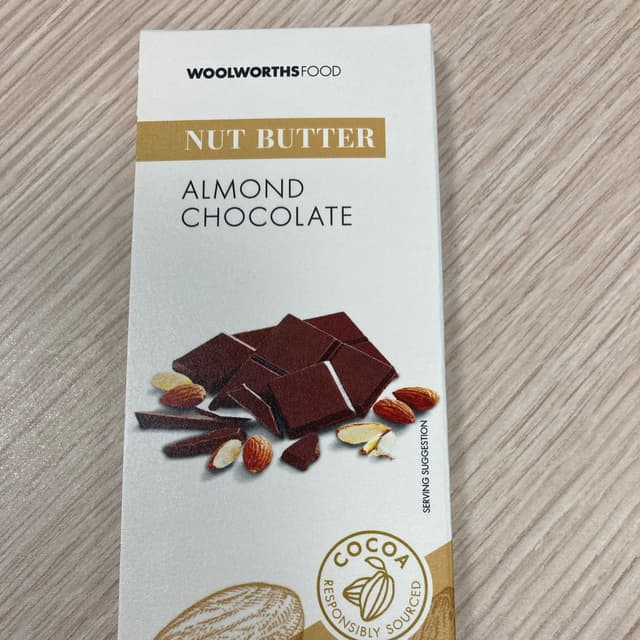 WOOLWORTHSFOOD
NUT BUTTER
ALMOND
CHOCOLATE
SERVING SUGGESTION
COCOA
RESPONSIBLY SOURCED